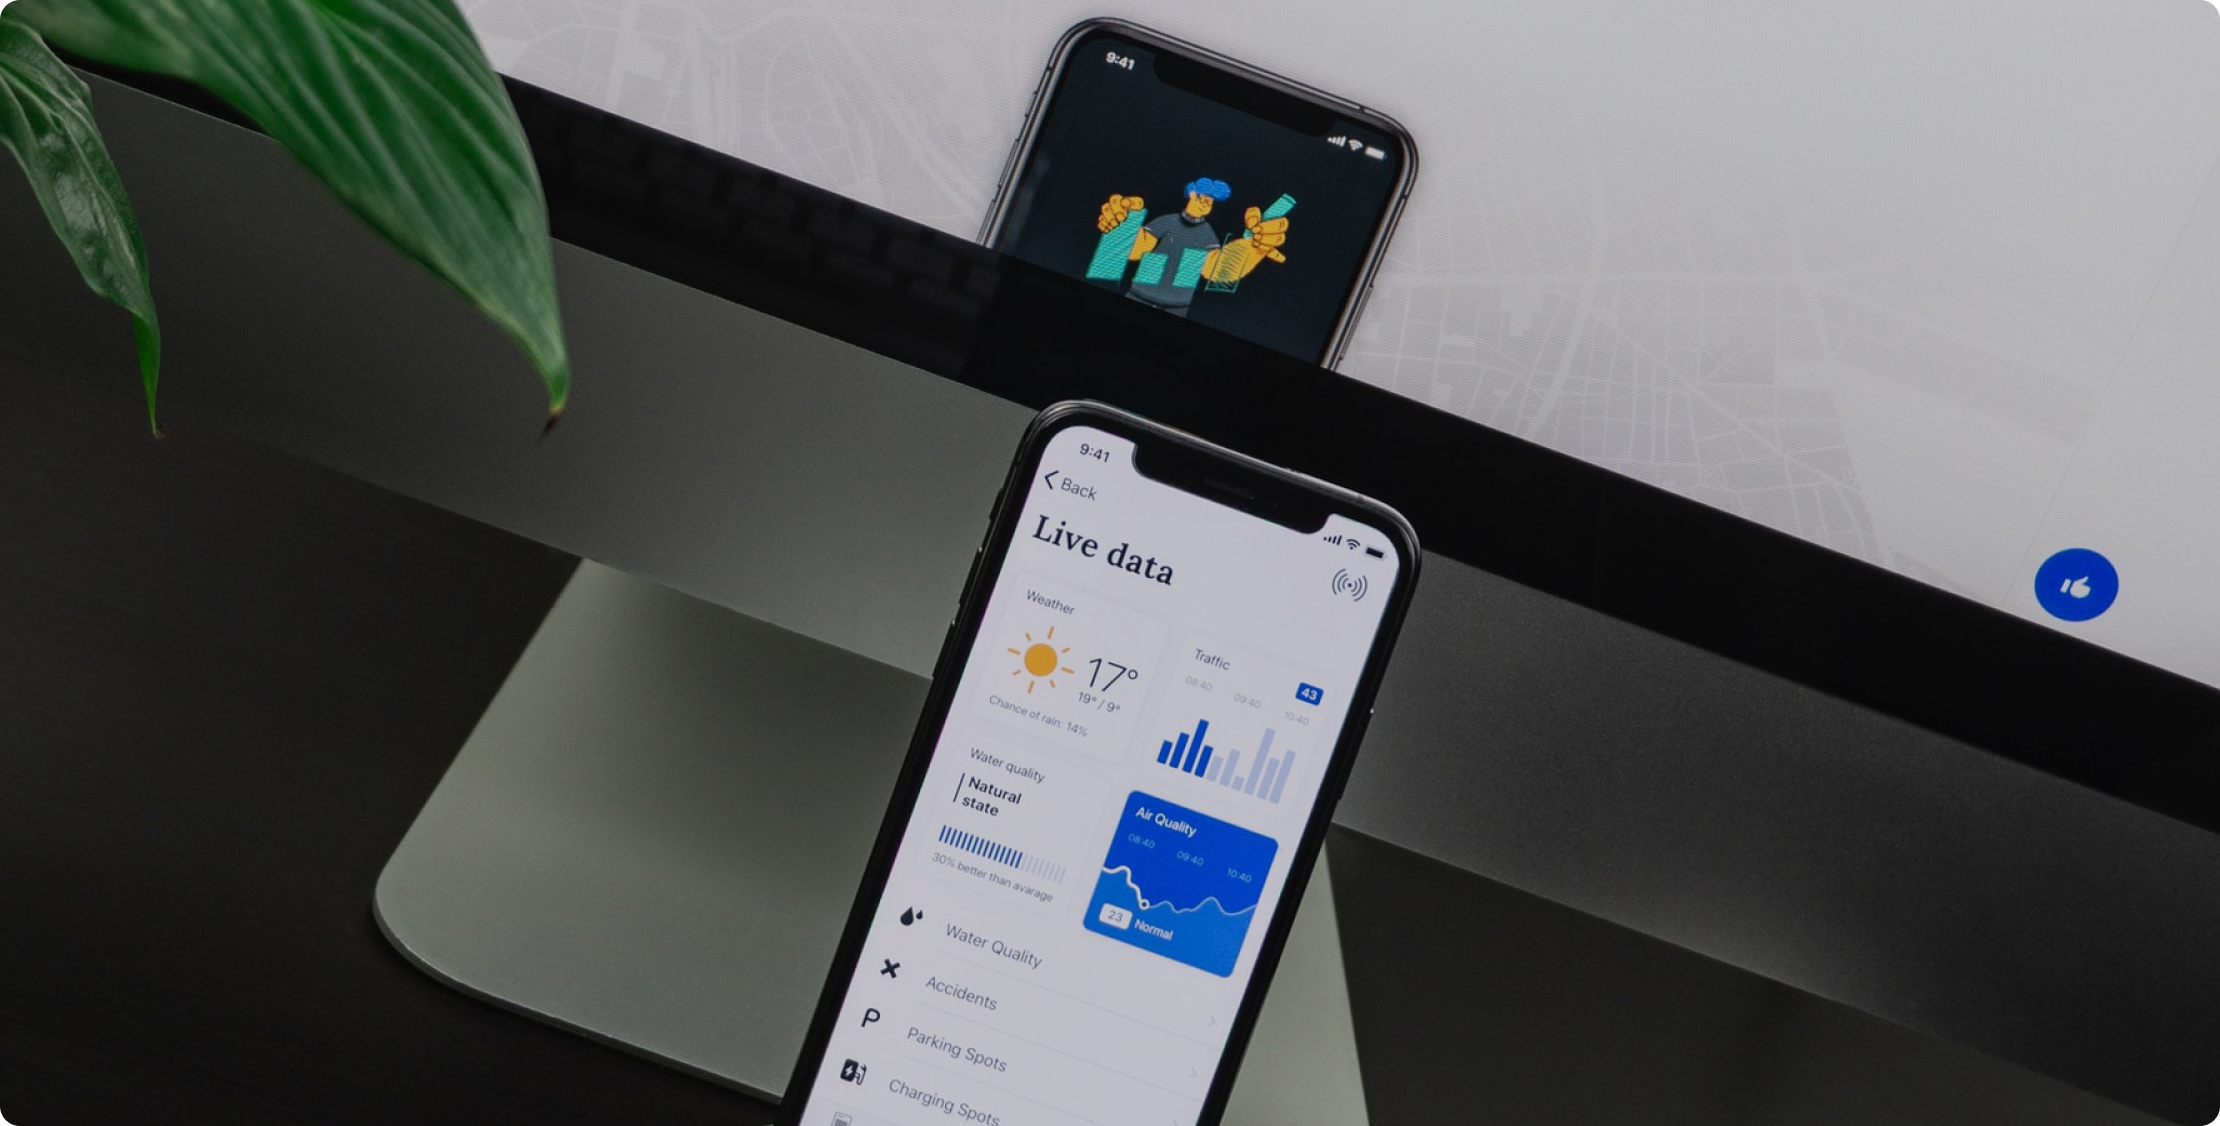 9:41
9:41
Back
Live data
Weather
17°
19° / 9°
Chance of rain: 14%
Traffic
43
08:40 09:40 10:40
Water quality
Natural
state
30% better than avarage
Air Quality
08:40 09:40 10:40
23 Normal
Water Quality
Accidents
P Parking Spots
Charging Spots